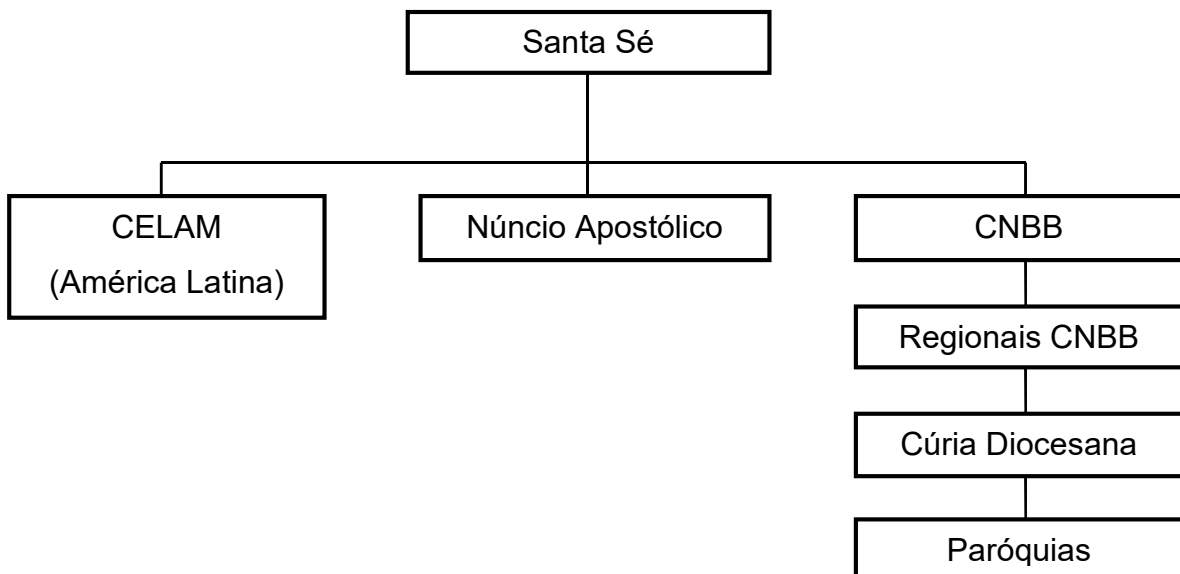 Santa Sé
CELAM
(América Latina)
Núncio Apostólico
CNBB
Regionais CNBB
Cúria Diocesana
Paróquias